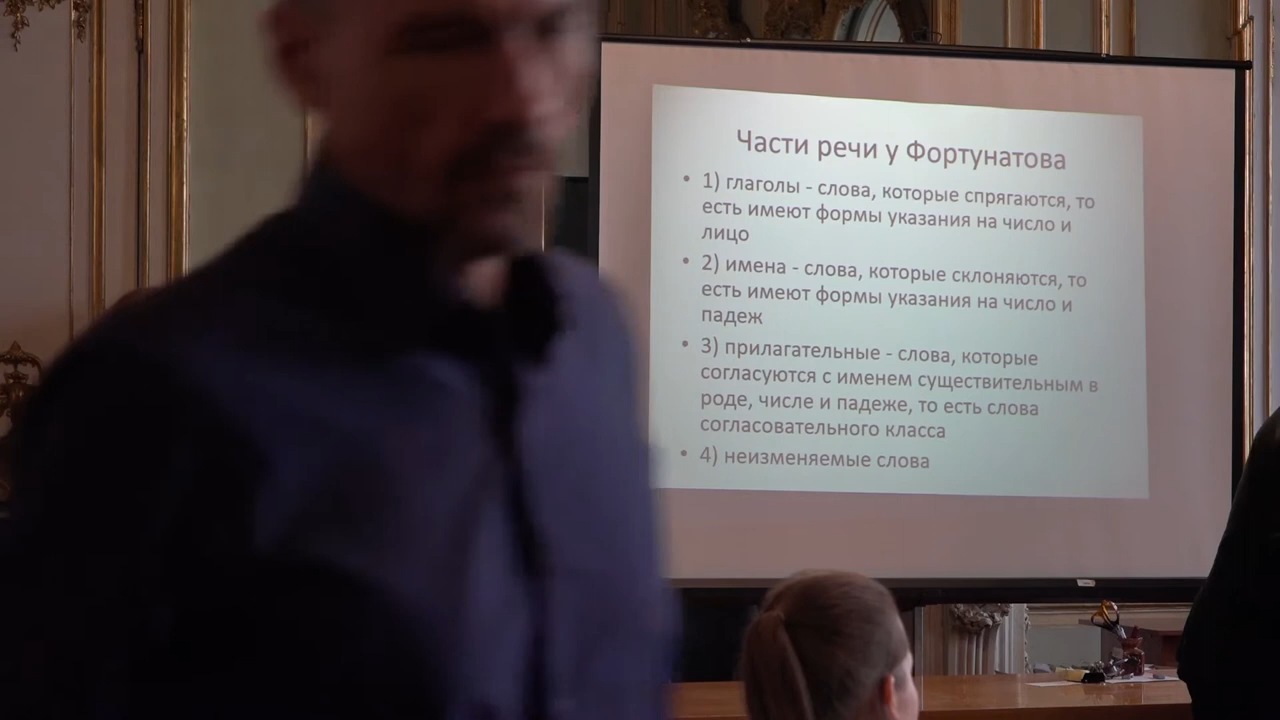 Части речи у Фортунатова
• 1) глаголы - слова, которые спрягаются, то
есть имеют формы указания на число и
лицо
• 2) имена - слова, которые склоняются, то
есть имеют формы указания на число и
падеж
• 3) прилагательные - слова, которые
согласуются с именем существительным в
роде, числе и падеже, то есть слова
согласовательного класса
• 4) неизменяемые слова